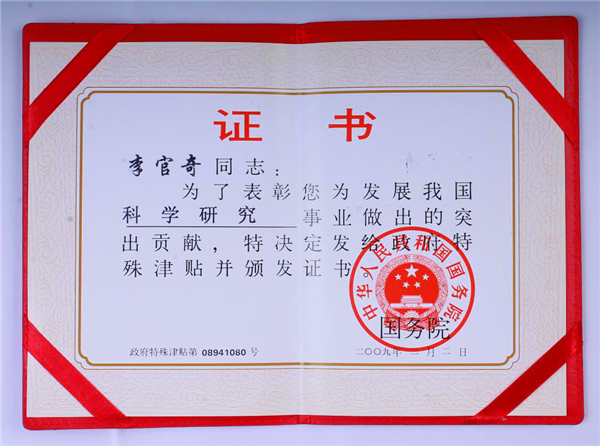 证书
李官奇同志：
为了表彰您为发展我国
科学研究事业做出的突
出贡献，特决定发给政府特
殊津贴并颁发证书
中华人民共和国国务院
国务院
政府特殊津贴第 08941080 号
二〇〇九年二月二日